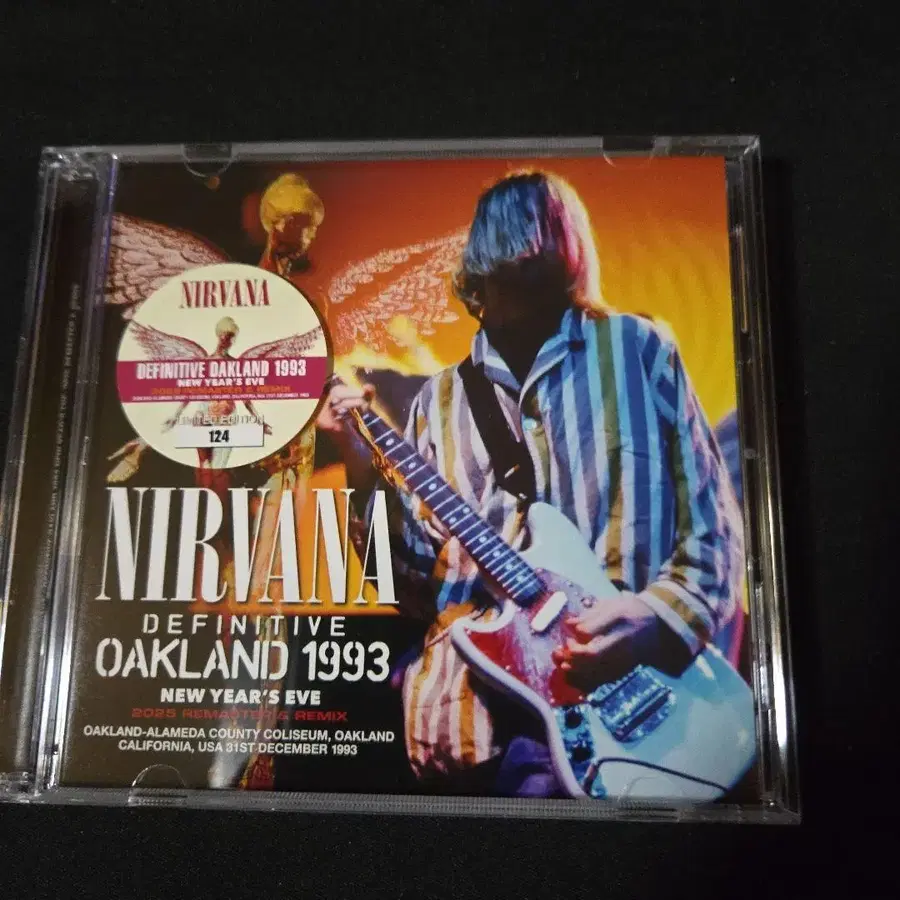 NIRVANA
DEFINITIVE OAKLAND 1993
NEW YEAR'S EVE
2025 REMASTER & REMIX
LIMITED EDITION
124
NIRVANA
DEFINITIVE
OAKLAND 1993
NEW YEAR'S EVE
2025 REMASTER & REMIX
OAKLAND-ALAMEDA COUNTY COLISEUM, OAKLAND
CALIFORNIA, USA 31ST DECEMBER 1993